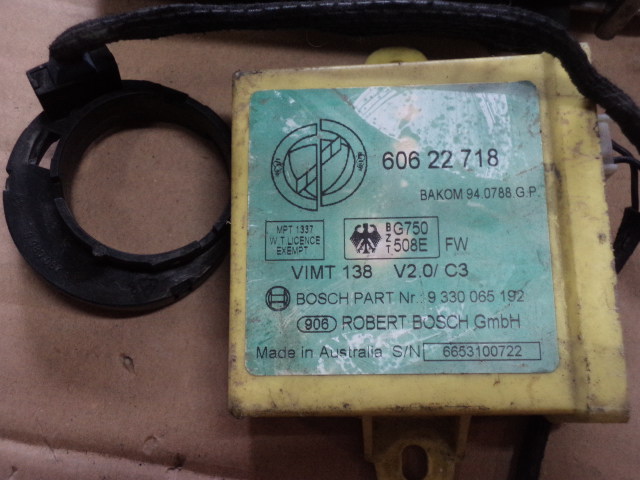 606 22 718
BAKOM 94.0788.G.P.
MPT 1337
W.T LICENCE
EXEMPT
BZT G750
508E FW
VIMT 138 V2.0/ C3
BOSCH PART Nr.: 9 330 065 192
906 ROBERT BOSCH GmbH
Made in Australia S/N 6653100722